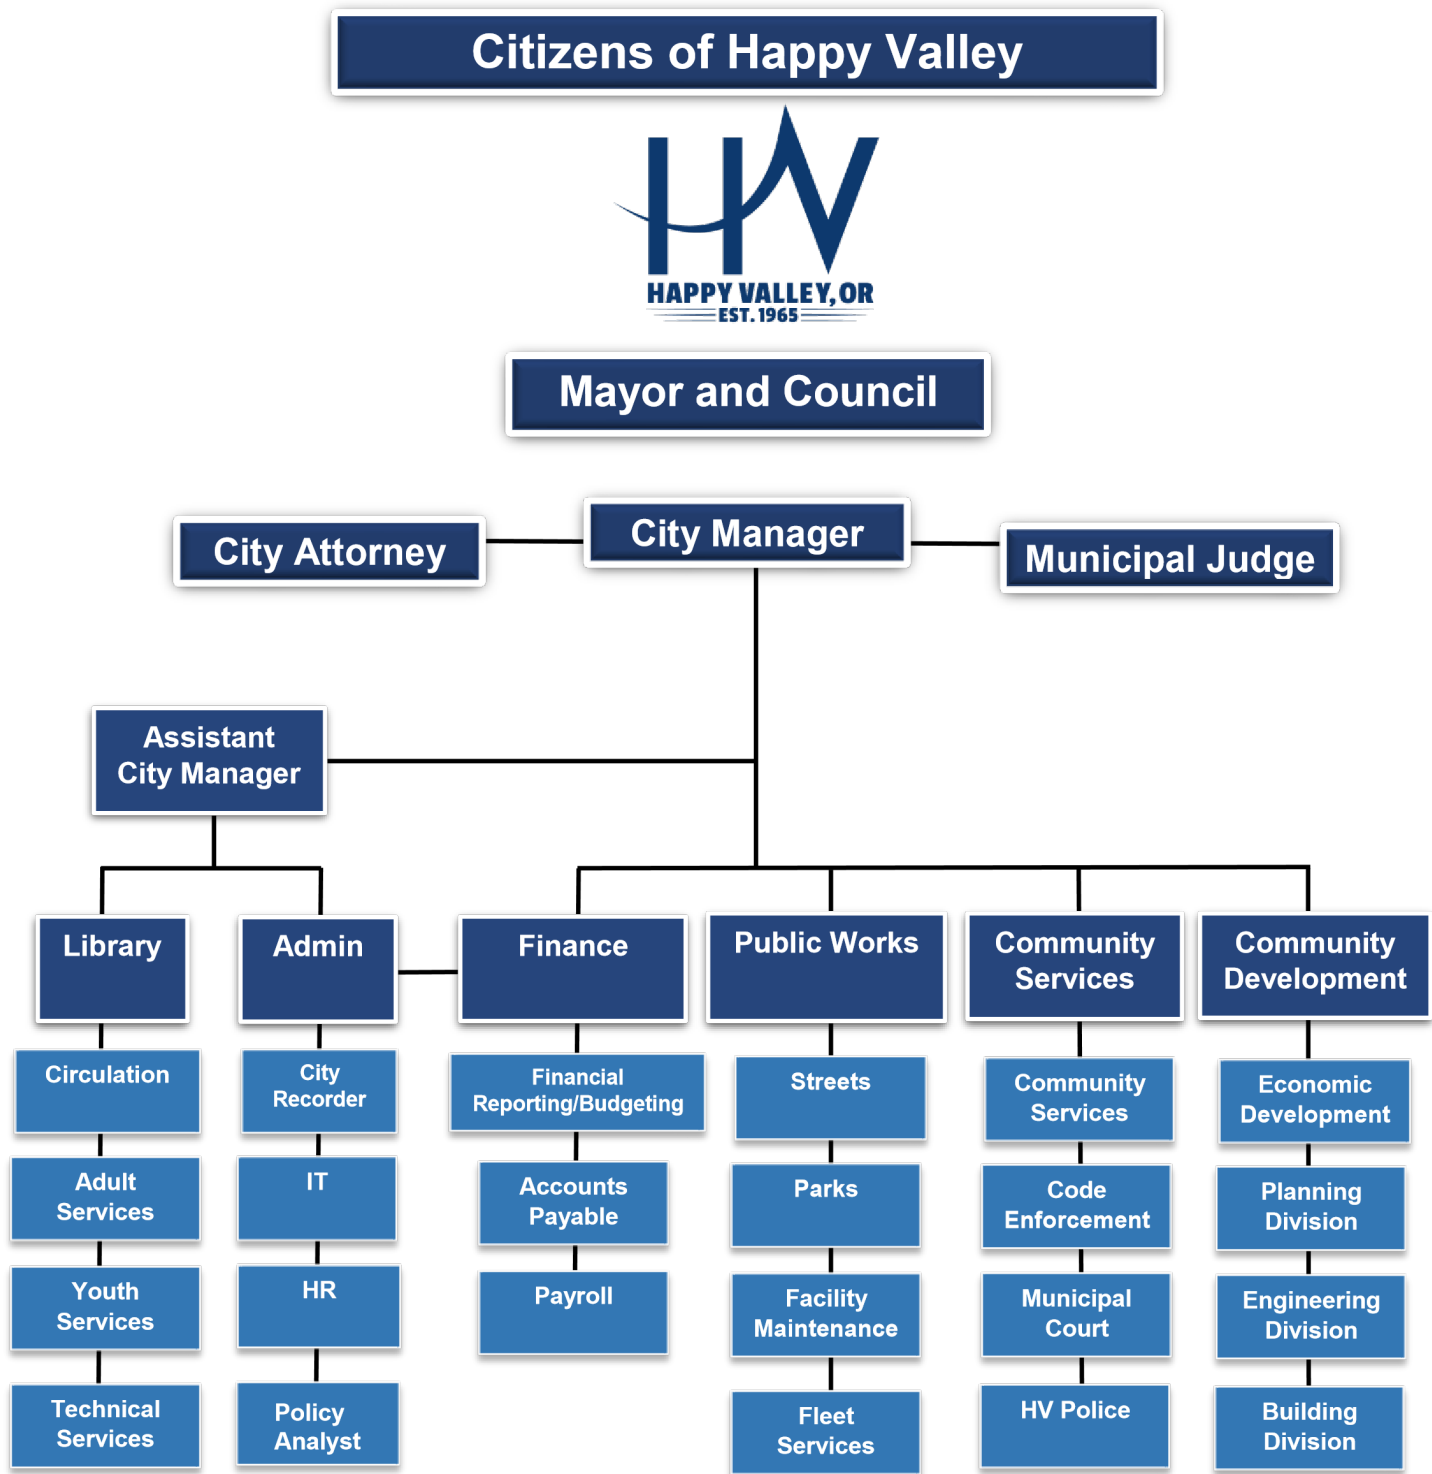 Citizens of Happy Valley
HV
HAPPY VALLEY, OR
EST. 1965
Mayor and Council
City Attorney
City Manager
Municipal Judge
Assistant
City Manager
Library
Admin
Finance
Public Works
Community
Services
Community
Development
Circulation
Adult
Services
Youth
Services
Technical
Services
City
Recorder
IT
HR
Policy
Analyst
Financial
Reporting/Budgeting
Accounts
Payable
Payroll
Streets
Parks
Facility
Maintenance
Fleet
Services
Community
Services
Code
Enforcement
Municipal
Court
HV Police
Economic
Development
Planning
Division
Engineering
Division
Building
Division